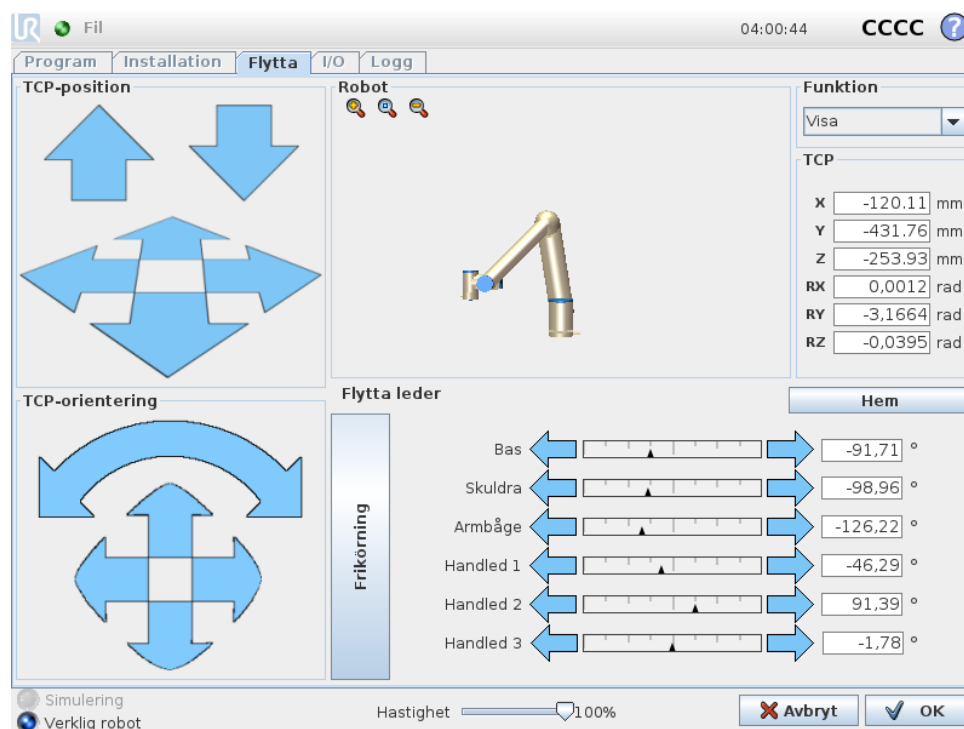 UR Fil 04:00:44 CCCC ?
Program Installation Flytta I/O Logg
TCP-position
Robot
Funktion
Visa
TCP
X -120.11 mm
Y -431.76 mm
Z -253.93 mm
RX 0,0012 rad
RY -3,1664 rad
RZ -0,0395 rad
TCP-orientering
Flytta leder
Hem
Frikörning
Bas -91,71 °
Skuldra -98,96 °
Armbåge -126,22 °
Handled 1 -46,29 °
Handled 2 91,39 °
Handled 3 -1,78 °
Simulering
Verklig robot
Hastighet 100%
Avbryt
OK